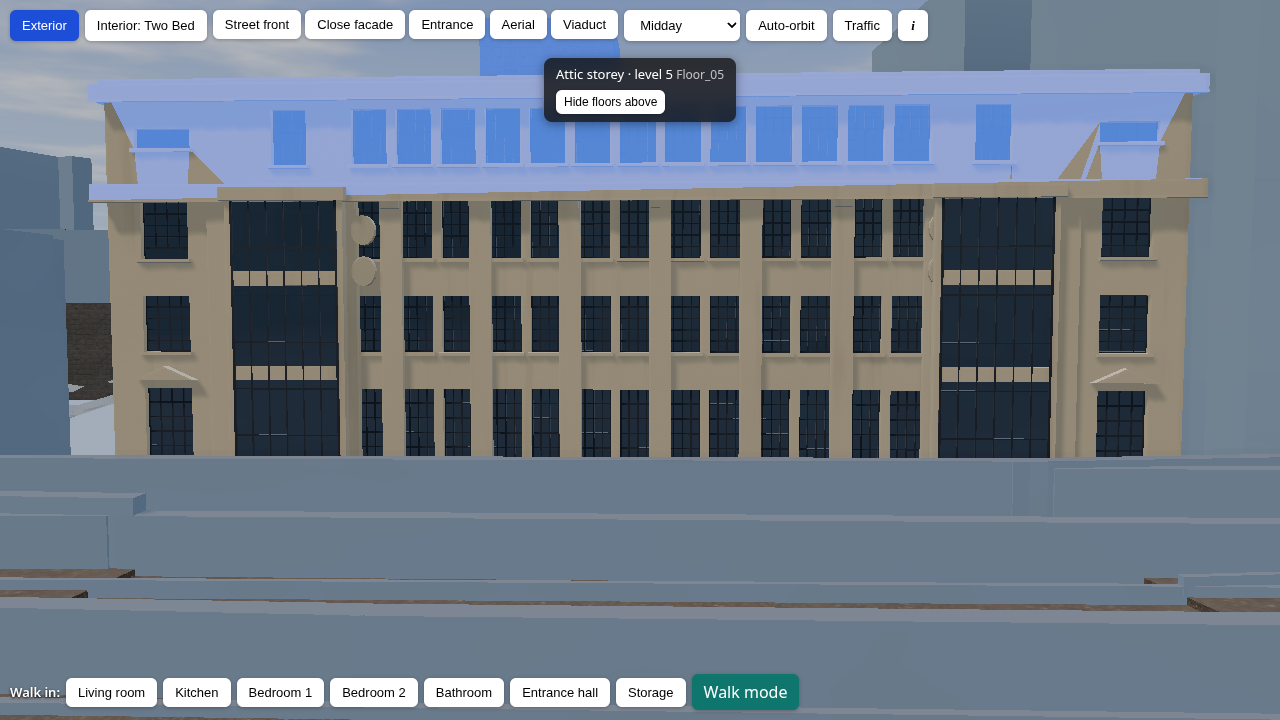 Exterior
Interior: Two Bed
Street front
Close facade
Entrance
Aerial
Viaduct
Midday
Auto-orbit
Traffic
i
Attic storey · level 5 Floor_05
Hide floors above
Walk in:
Living room
Kitchen
Bedroom 1
Bedroom 2
Bathroom
Entrance hall
Storage
Walk mode